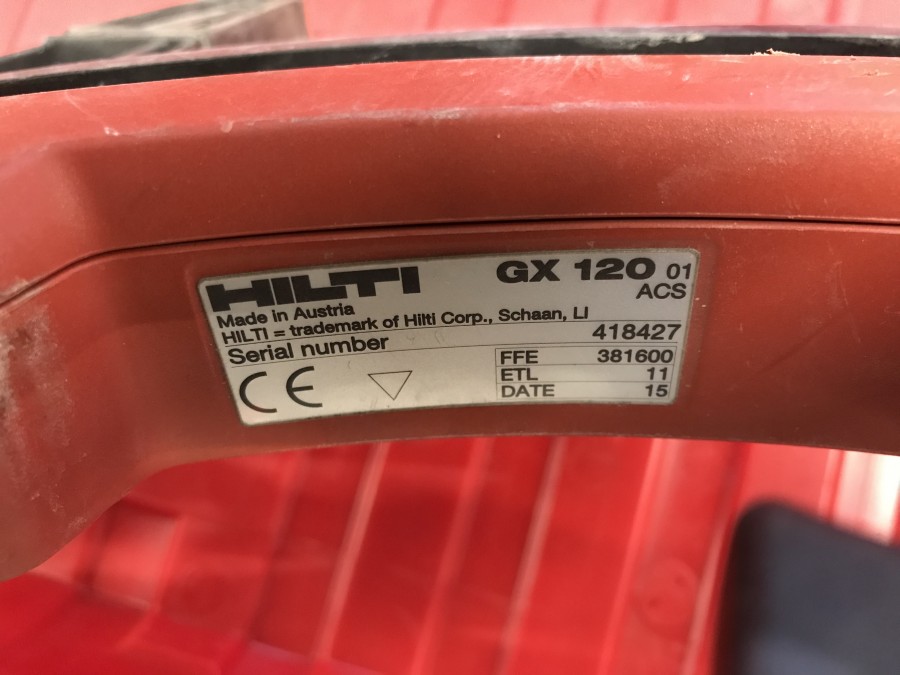 HILTI
GX 120 01
ACS
Made in Austria
HILTI = trademark of Hilti Corp., Schaan, LI
Serial number 418427
FFE 381600
ETL 11
DATE 15
CE